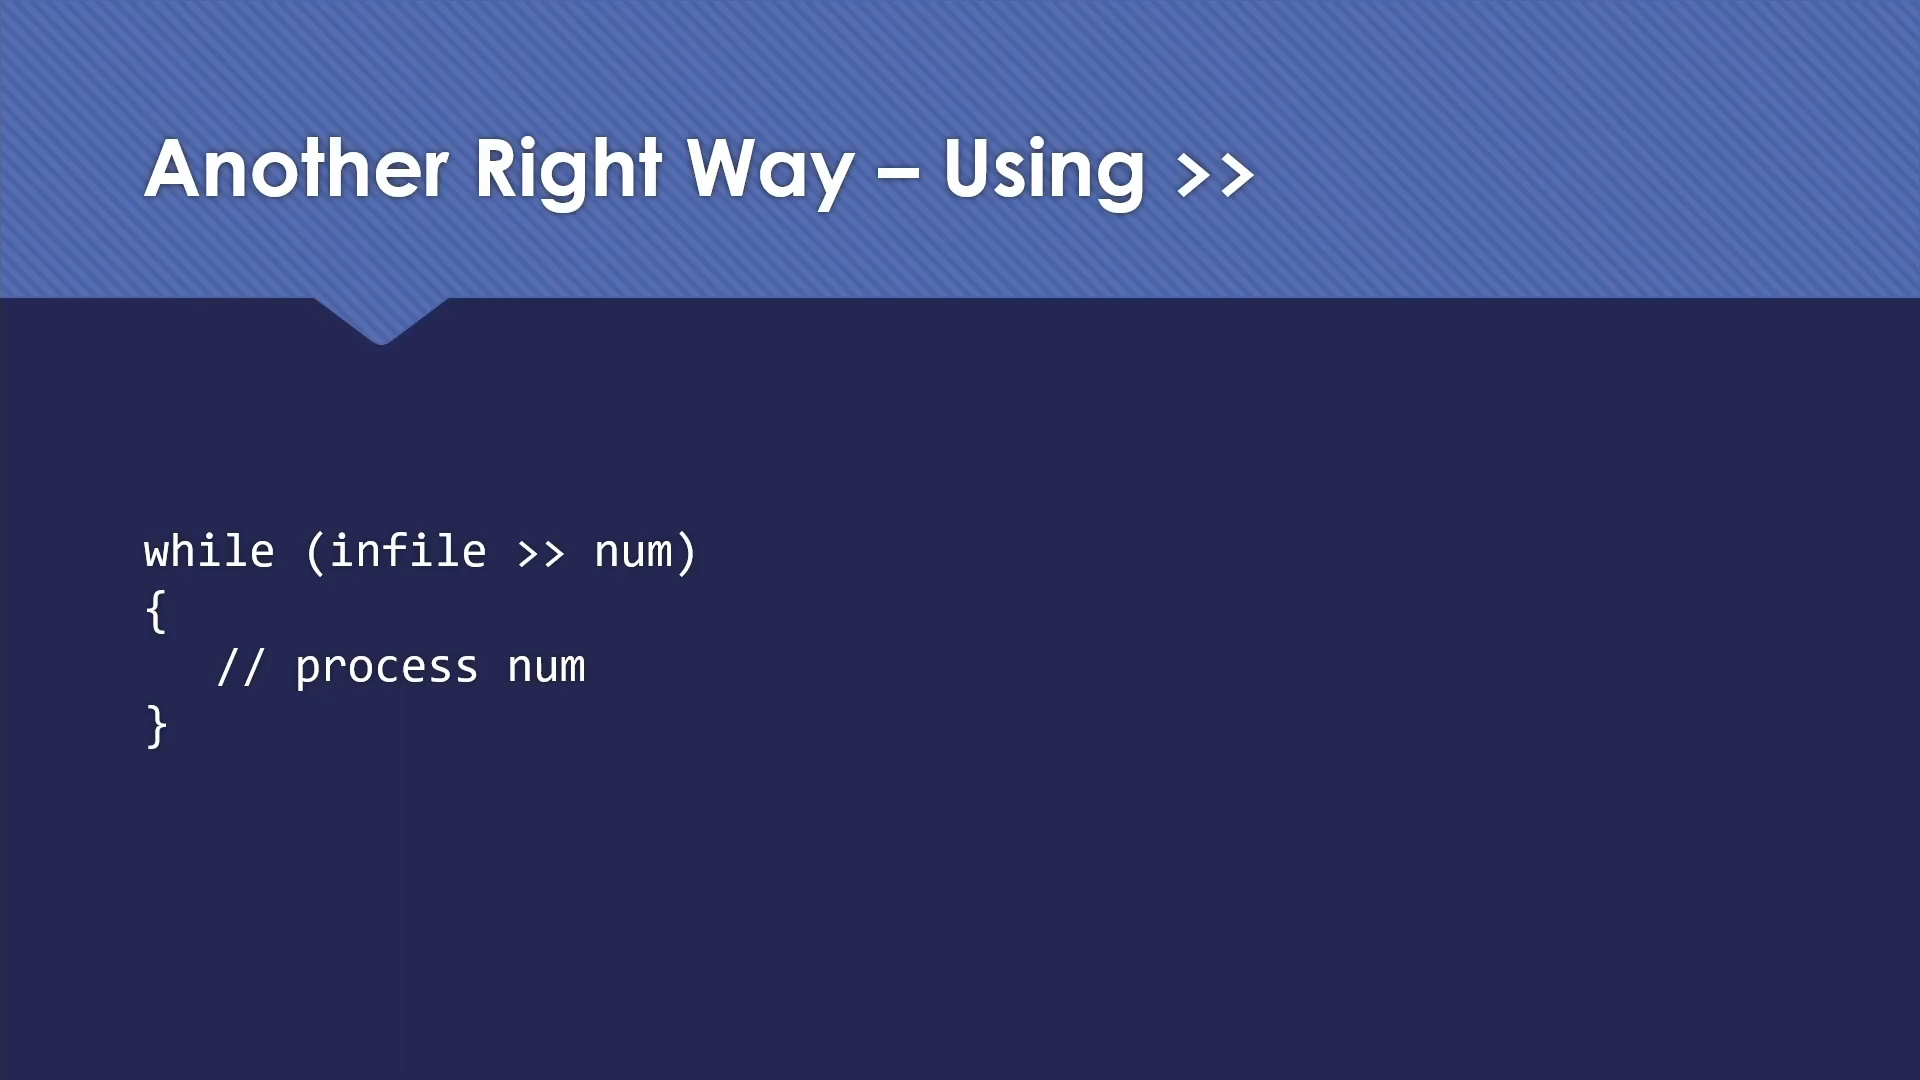 Another Right Way – Using >>
while (infile >> num)
{
   // process num
}